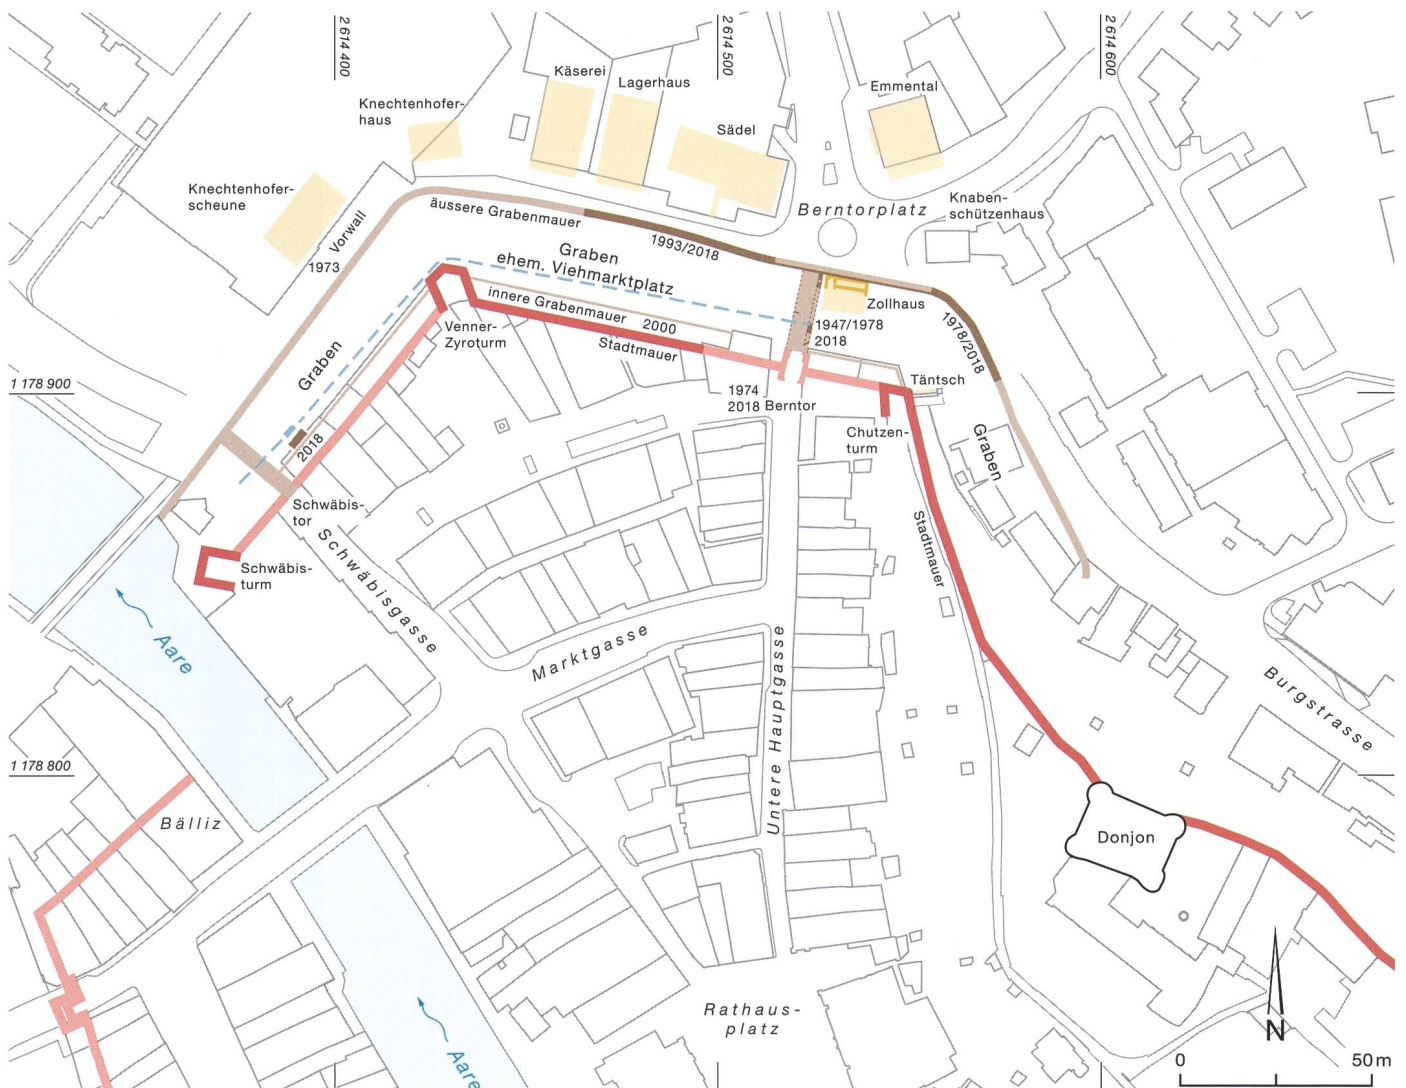 2 614 400
2 614 500
2 614 600
Käserei
Lagerhaus
Emmental
Knechtenhofer-
haus
Sädel
Knechtenhofer-
scheune
Knaben-
schützenhaus
Berntorplatz
Vorwall
1973
äussere Grabenmauer
1993/2018
Graben
ehem. Viehmarktplatz
innere Grabenmauer 2000
Zollhaus
1947/1978
2018
1978/2018
Venner-
Zyroturm
Stadtmauer
Graben
1 178 900
Täntsch
1974
2018 Berntor
Chutzen-
turm
Graben
2018
Schwäbis-
tor
Schwäbis-
turm
Stadtmauer
Schwäbisgasse
Aare
Marktgasse
Untere Hauptgasse
Burgstrasse
1 178 800
Bälliz
Donjon
Rathaus-
platz
Aare
N
0 50 m